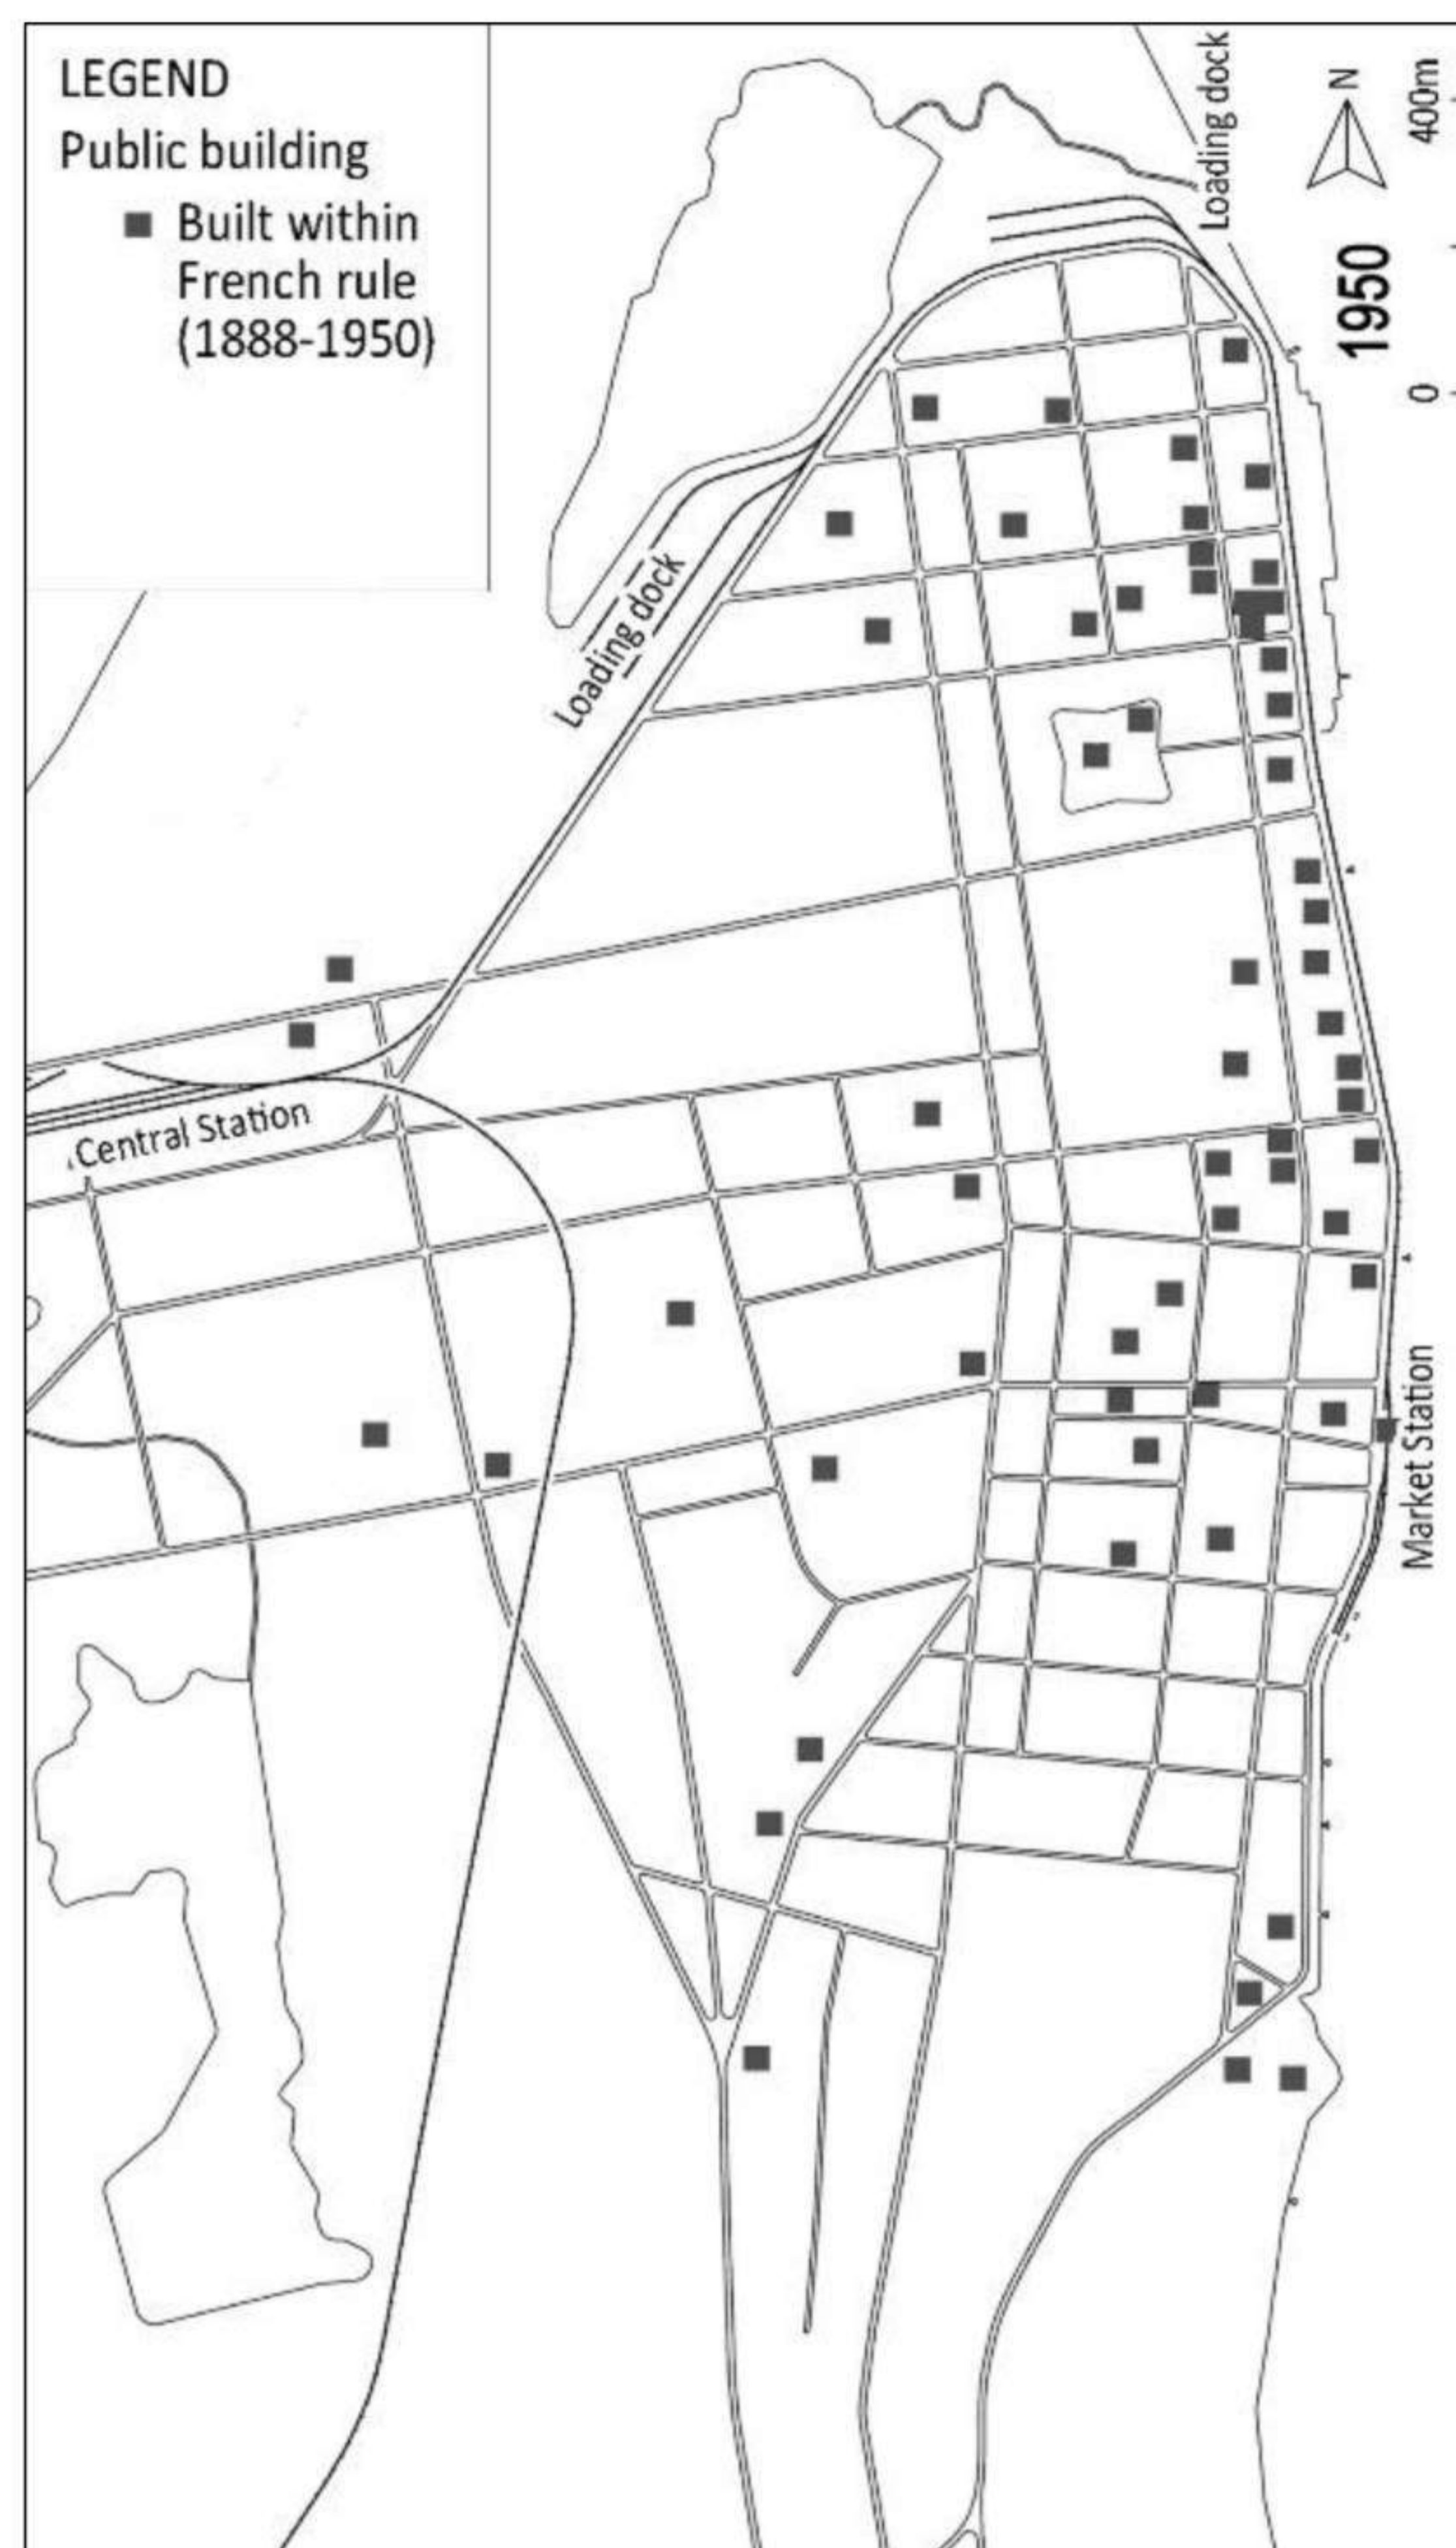 LEGEND
Public building
Built within
French rule
(1888-1950)
Loading dock
N
400m
1950
0
Loading dock
Central Station
Market Station